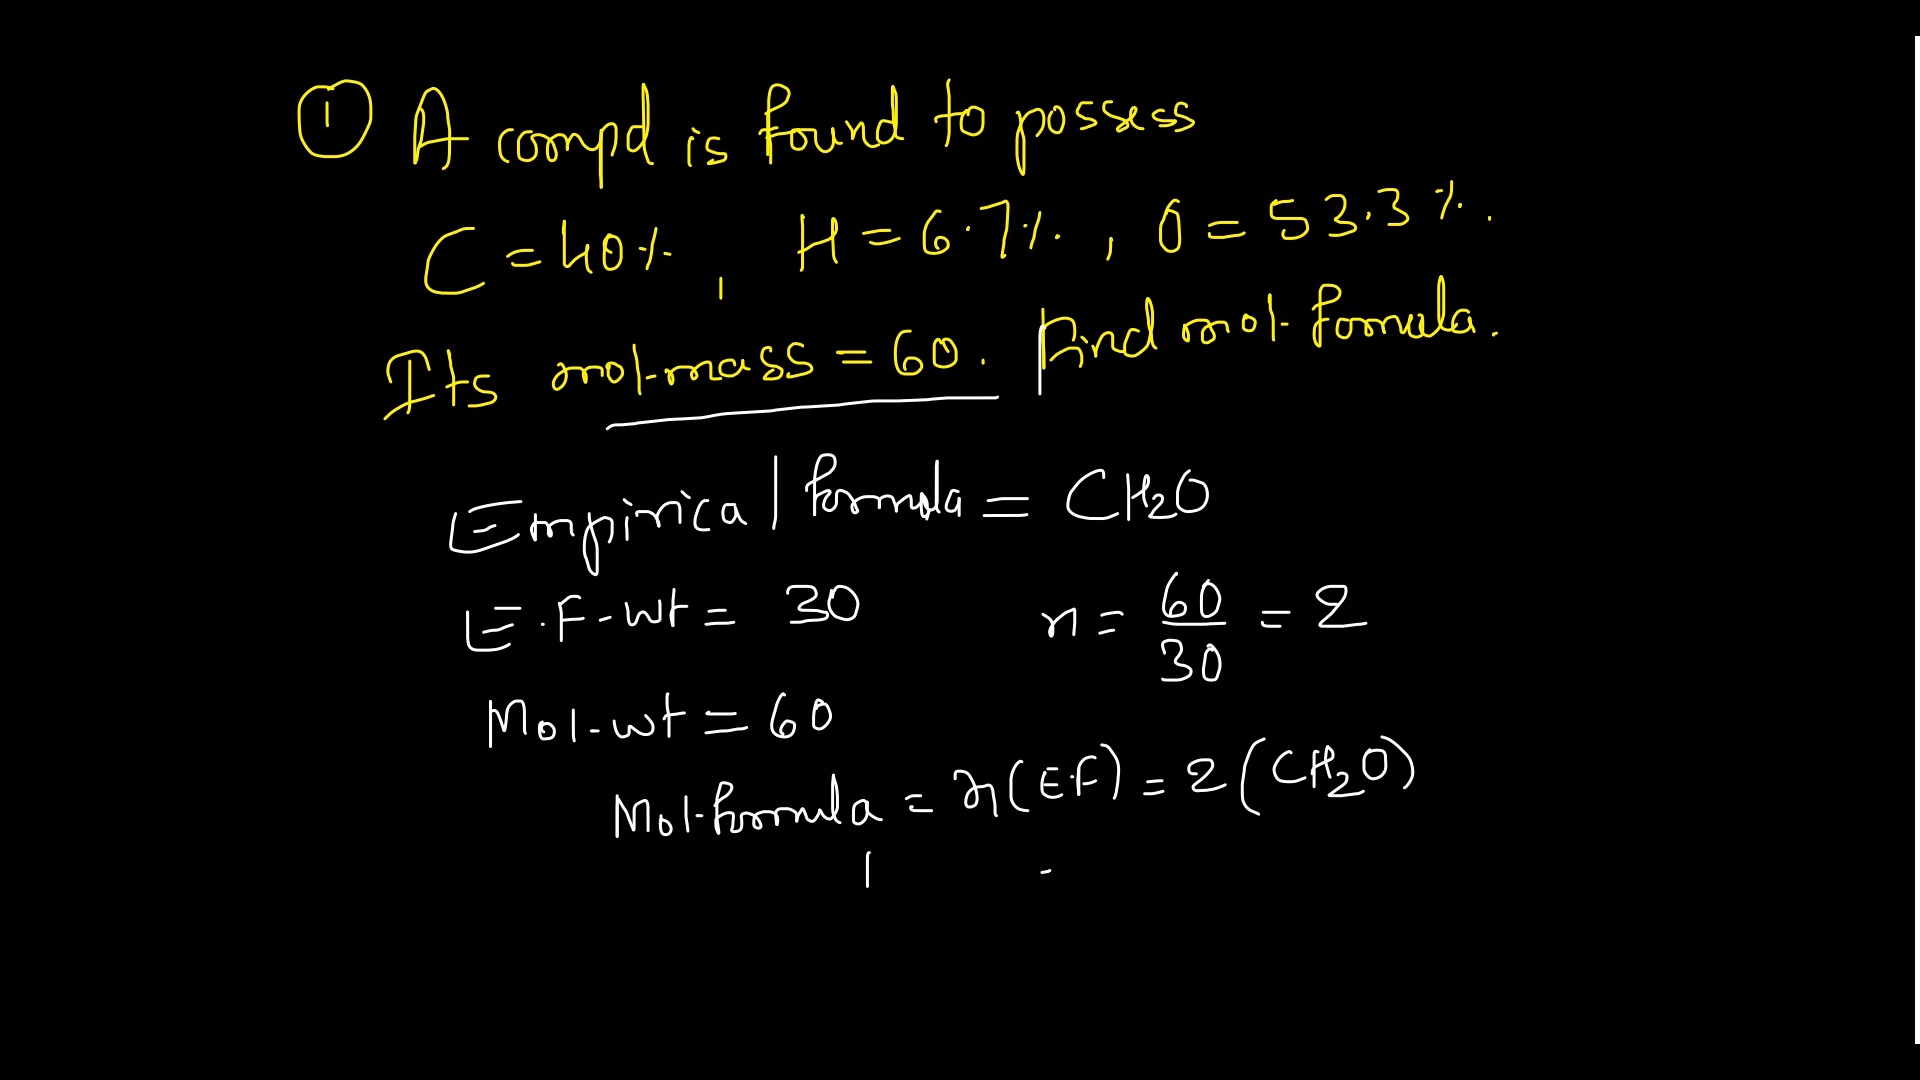 ① A compd is found to possess
C = 40%, H = 6.7%, O = 53.3%.
Its mol-mass = 60. Find mol. formula.
Empirical formula = CH₂O
E.F-wt = 30 n = 60/30 = 2
Mol-wt = 60
Mol-formula = n(E.F) = 2(CH₂O)